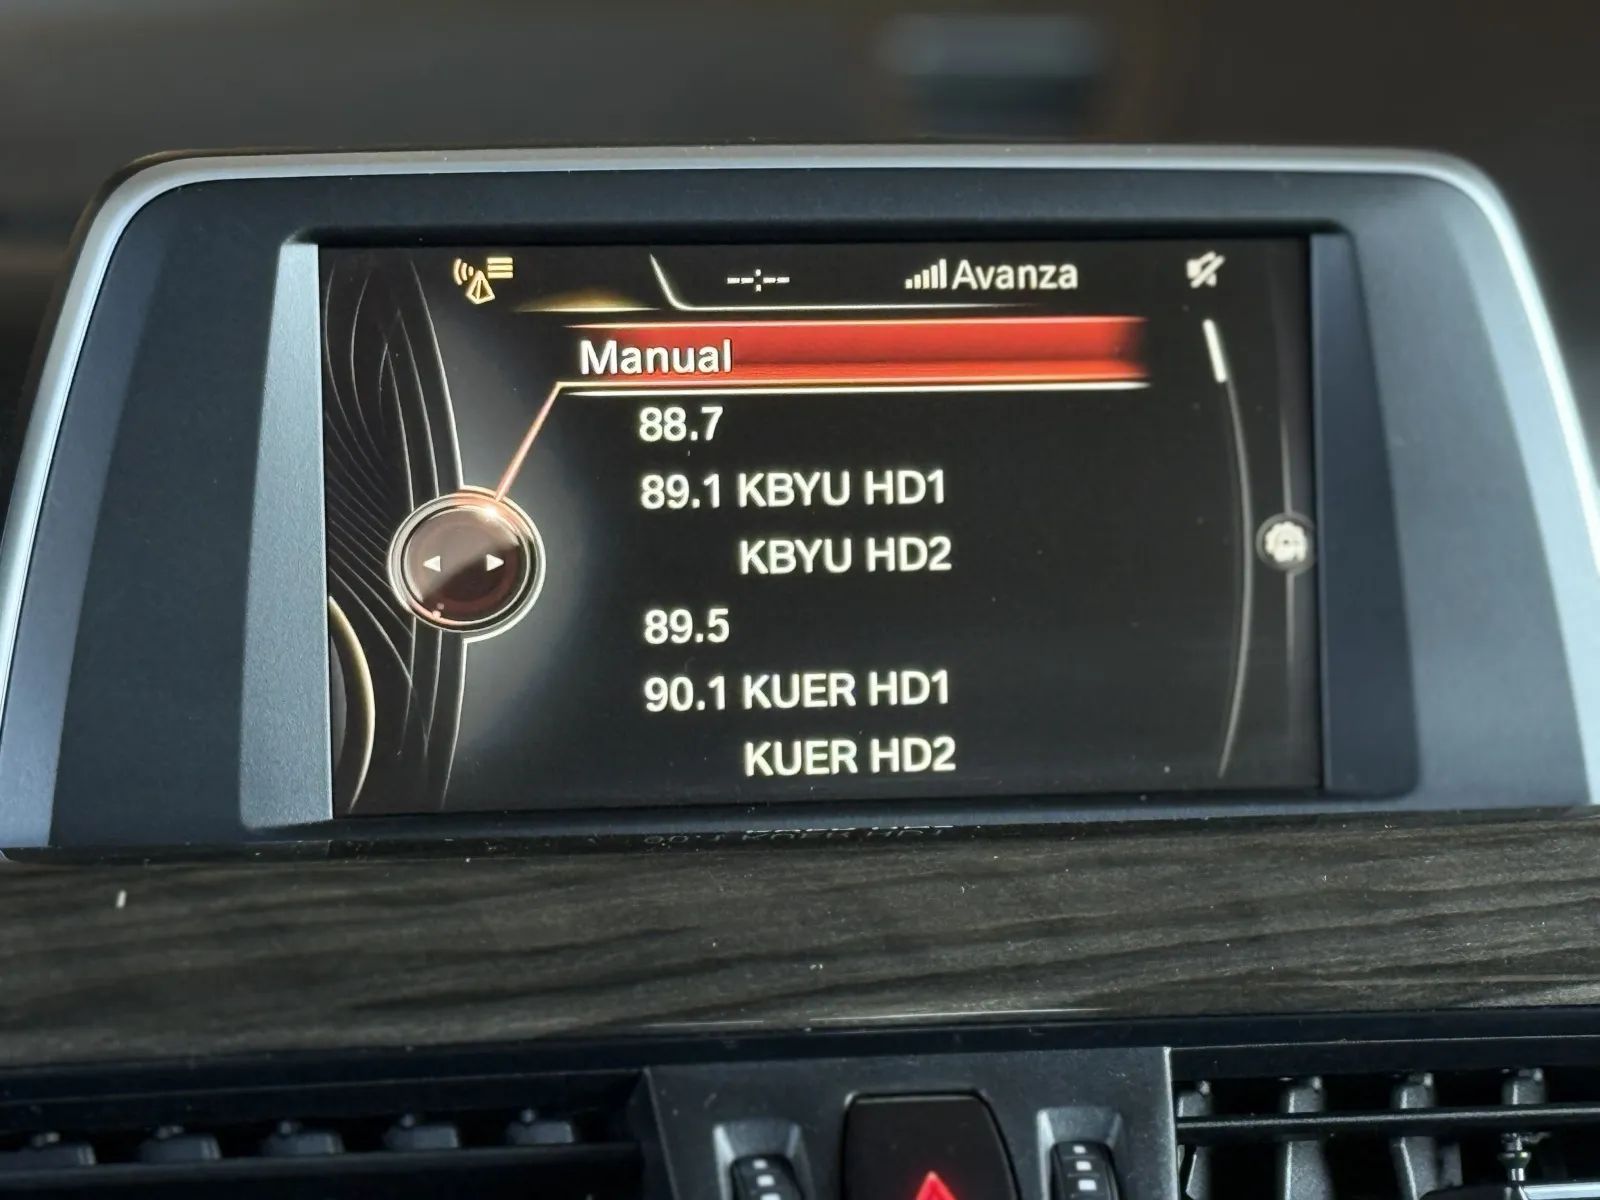 --:-- Avanza
Manual
88.7
89.1 KBYU HD1
KBYU HD2
89.5
90.1 KUER HD1
KUER HD2